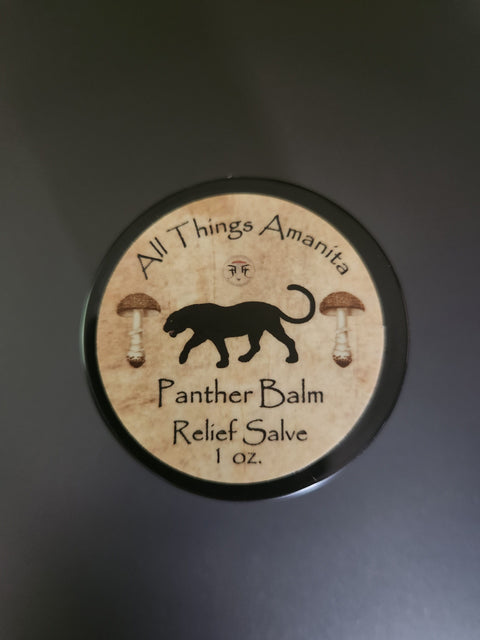 All Things Amanita
Panther Balm
Relief Salve
1 oz.